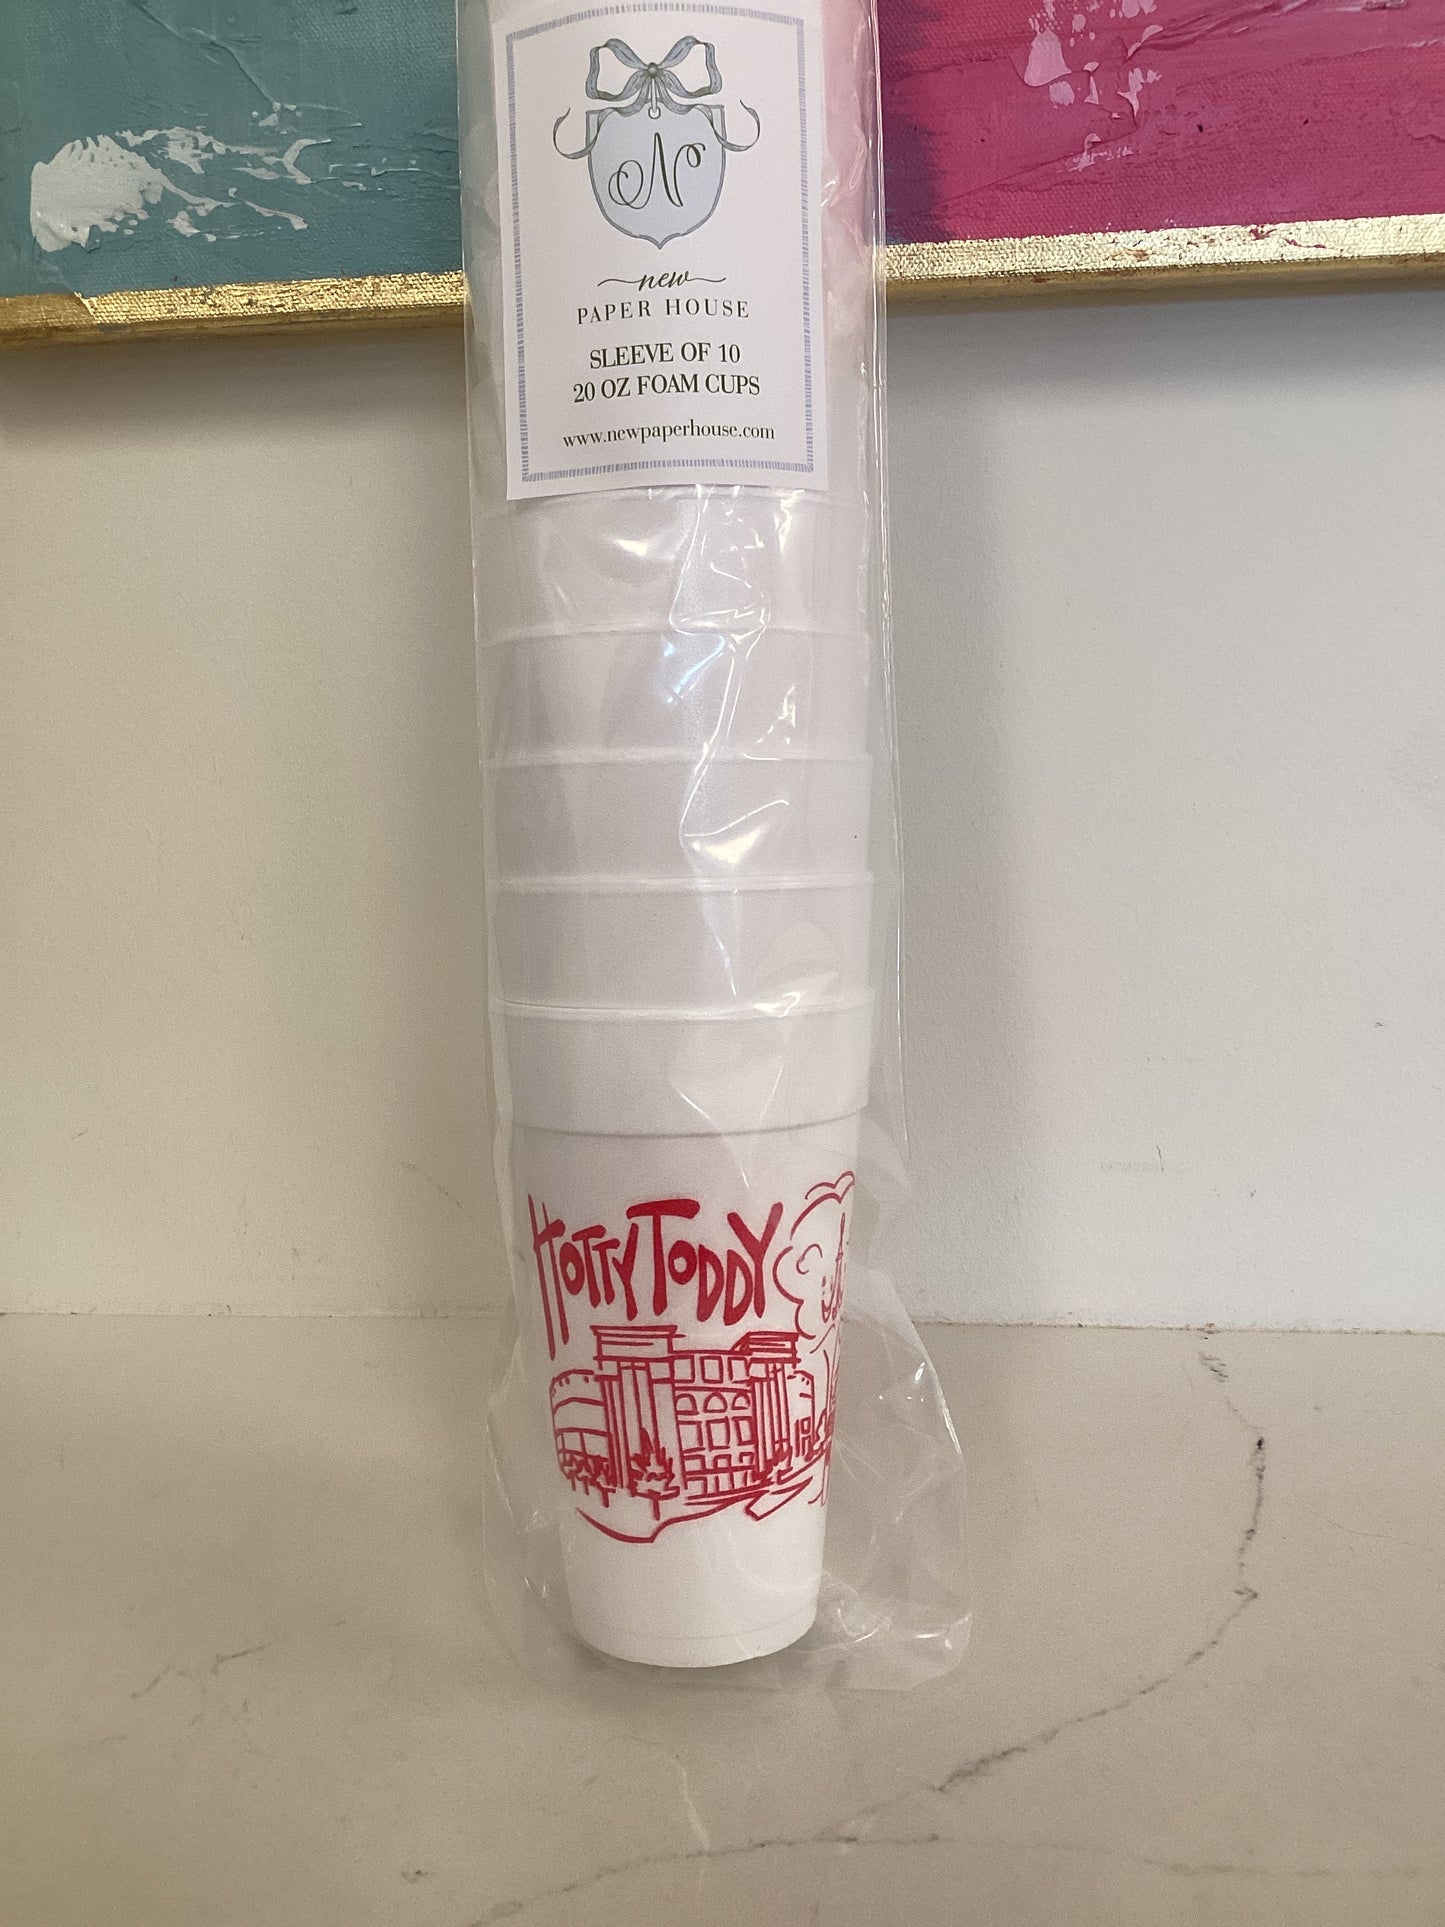 N
new
PAPER HOUSE
SLEEVE OF 10
20 OZ FOAM CUPS
www.newpaperhouse.com
HOTTY TODDY